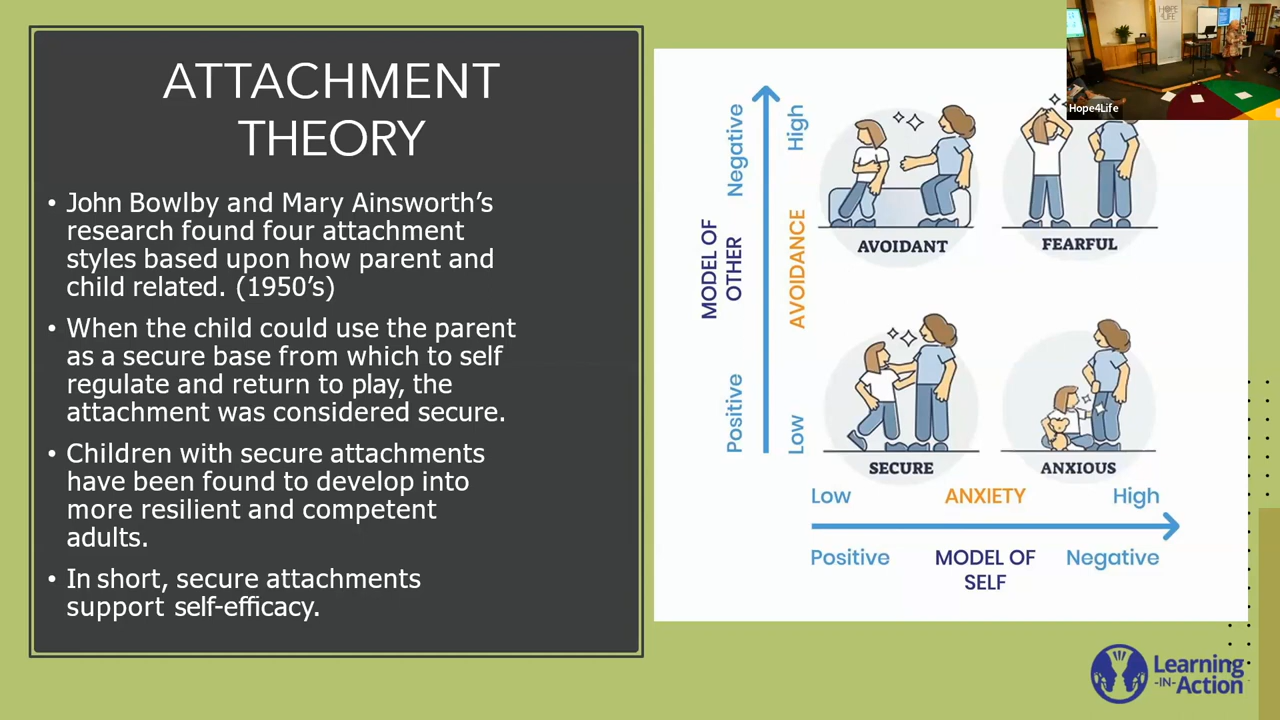 ATTACHMENT
THEORY
• John Bowlby and Mary Ainsworth's
research found four attachment
styles based upon how parent and
child related. (1950's)
• When the child could use the parent
as a secure base from which to self
regulate and return to play, the
attachment was considered secure.
• Children with secure attachments
have been found to develop into
more resilient and competent
adults.
• In short, secure attachments
support self-efficacy.
MODEL OF
OTHER
Negative
Positive
High
AVOIDANCE
Low
AVOIDANT
FEARFUL
SECURE
ANXIOUS
Low ANXIETY High
Positive MODEL OF Negative
SELF
HOPE
4LIFE
Hope4Life
Learning
-IN-Action